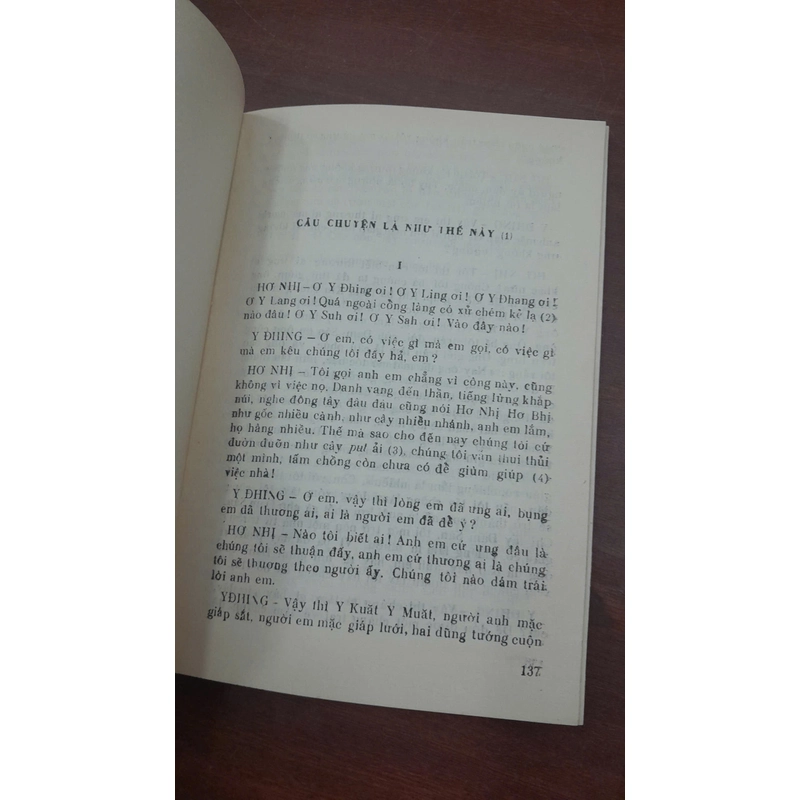 CÂU CHUYỆN LÀ NHƯ THẾ NÀY (1)
I
HƠ NHỊ – Ơ Y Đhing ơi! Ơ Y Ling ơi! Ơ Y Đhang ơi!
Ơ Y Lang ơi! Quá ngoài cồng làng có xử chém kẻ lạ (2)
nào đâu! Ơ Y Suh ơi! Ơ Y Sah ơi! Vào đây nào!
Y ĐHING – Ơ em, có việc gì mà em gọi, có việc gì
mà em kêu chúng tôi đấy hả, em?
HƠ NHỊ – Tôi gọi anh em chẳng vì công này, cũng
không vì việc nọ. Danh vang đến thần, tiếng lừng khắp
núi, nghe đông tây đâu đâu cũng nói Hơ Nhị Hơ Bhị
như gốc nhiều cành, như cây nhiều nhánh, anh em lắm,
họ hàng nhiều. Thế mà sao cho đến nay chúng tôi cứ
đuồn đuỗn như cây pul ải (3), chúng tôi vẫn thui thủi
một mình, tấm chồng còn chưa có để giùm giúp (4)
việc nhà!
Y ĐHING – Ơ em, vậy thì lòng em đã ưng ai, bụng
em đã thương ai, ai là người em đã để ý?
HƠ NHỊ – Nào tôi biết ai! Anh em cứ ưng đâu là
chúng tôi sẽ thuận đấy, anh em cứ thương ai là chúng
tôi sẽ thương theo người ấy. Chúng tôi nào dám trái
lời anh em.
YĐHING – Vậy thì Y Kuăt Y Muăt, người anh mặc
giáp sắt, người em mặc giáp lưới, hai dũng tướng cuộn
137